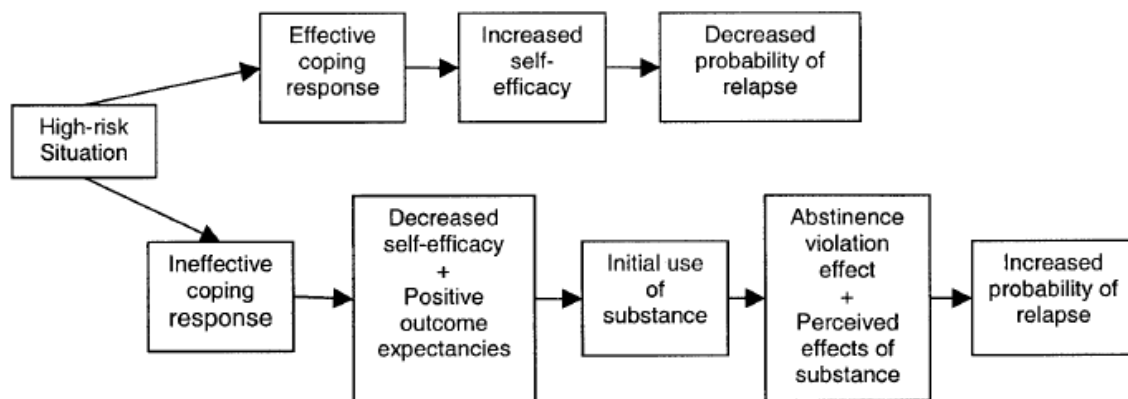 High-risk
Situation
Effective
coping
response
Increased
self-
efficacy
Decreased
probability of
relapse
Ineffective
coping
response
Decreased
self-efficacy
+
Positive
outcome
expectancies
Initial use
of
substance
Abstinence
violation
effect
+
Perceived
effects of
substance
Increased
probability of
relapse